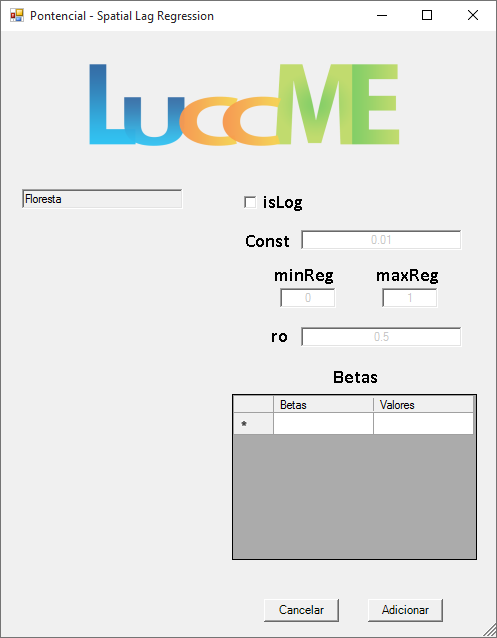 Pontencial - Spatial Lag Regression
LuccME
Floresta
isLog
Const 0.01
minReg maxReg
0 1
ro 0.5
Betas
Betas Valores
*
Cancelar Adicionar